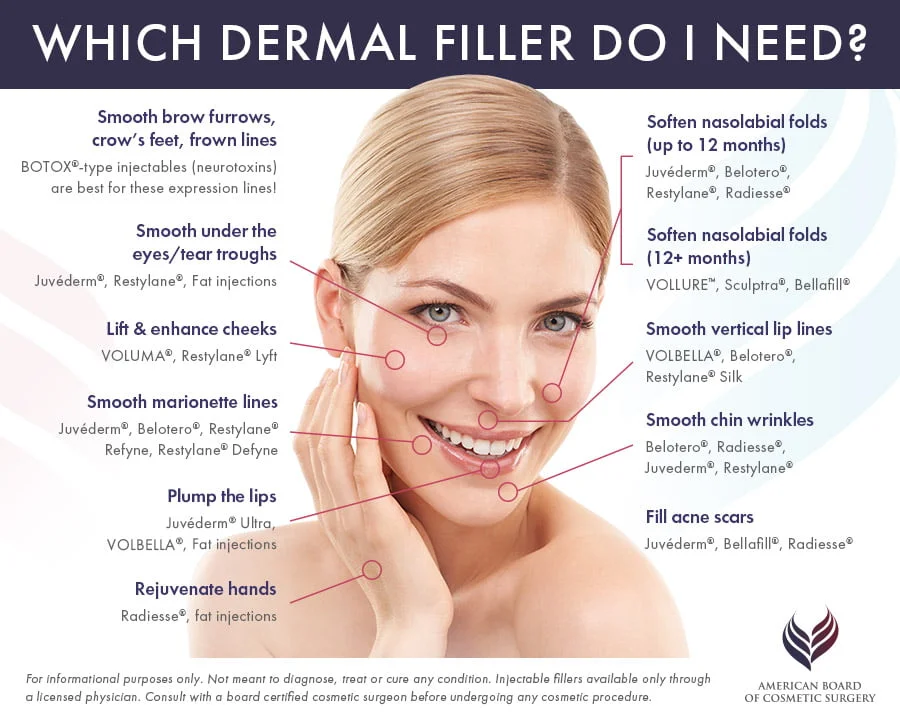 WHICH DERMAL FILLER DO I NEED?
Smooth brow furrows,
crow's feet, frown lines
BOTOX®-type injectables (neurotoxins)
are best for these expression lines!
Smooth under the
eyes/tear troughs
Juvéderm®, Restylane®, Fat injections
Lift & enhance cheeks
VOLUMA®, Restylane® Lyft
Smooth marionette lines
Juvéderm®, Belotero®, Restylane®
Refyne, Restylane® Defyne
Plump the lips
Juvéderm® Ultra,
VOLBELLA®, Fat injections
Rejuvenate hands
Radiesse®, fat injections
Soften nasolabial folds
(up to 12 months)
Juvéderm®, Belotero®,
Restylane®, Radiesse®
Soften nasolabial folds
(12+ months)
VOLLURE™, Sculptra®, Bellafill®
Smooth vertical lip lines
VOLBELLA®, Belotero®,
Restylane® Silk
Smooth chin wrinkles
Belotero®, Radiesse®,
Juvederm®, Restylane®
Fill acne scars
Juvéderm®, Bellafill®, Radiesse®
For informational purposes only. Not meant to diagnose, treat or cure any condition. Injectable fillers available only through
a licensed physician. Consult with a board certified cosmetic surgeon before undergoing any cosmetic procedure.
AMERICAN BOARD
OF COSMETIC SURGERY